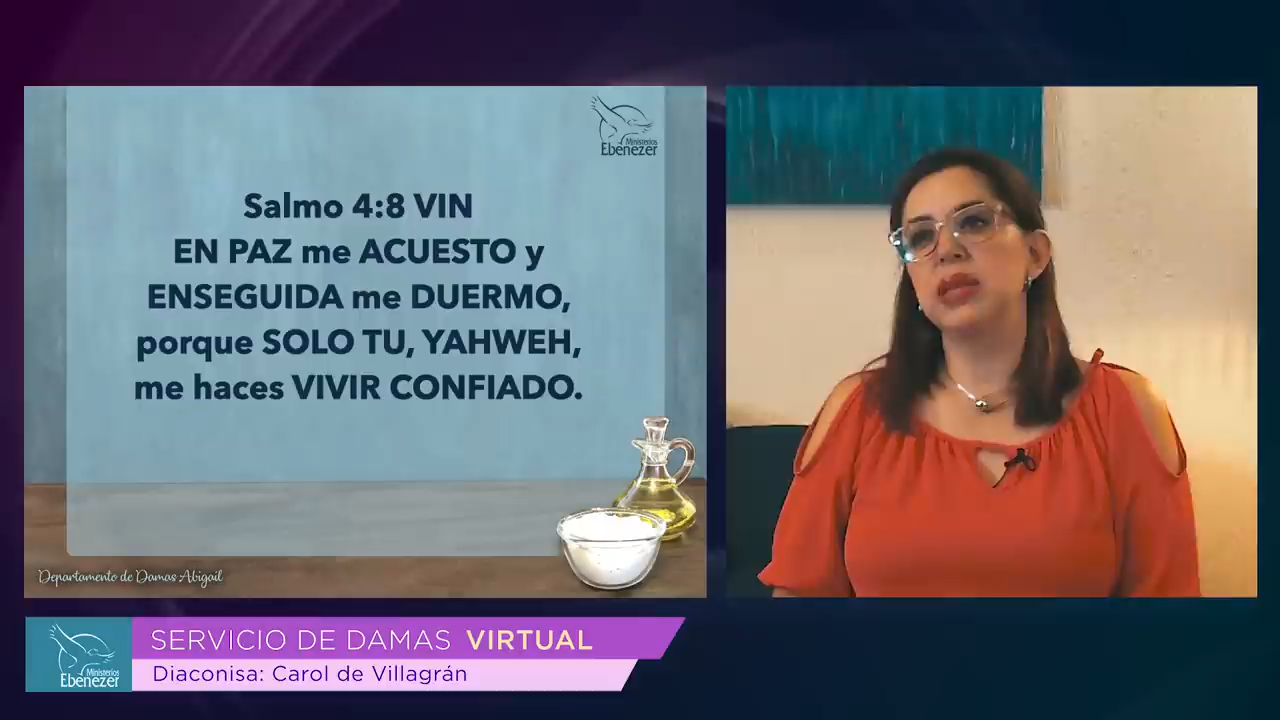 Ministerios
Ebenezer
Salmo 4:8 VIN
EN PAZ me ACUESTO y
ENSEGUIDA me DUERMO,
porque SOLO TU, YAHWEH,
me haces VIVIR CONFIADO.
Departamento de Damas Abigail
Ministerios
Ebenezer
SERVICIO DE DAMAS VIRTUAL
Diaconisa: Carol de Villagrán